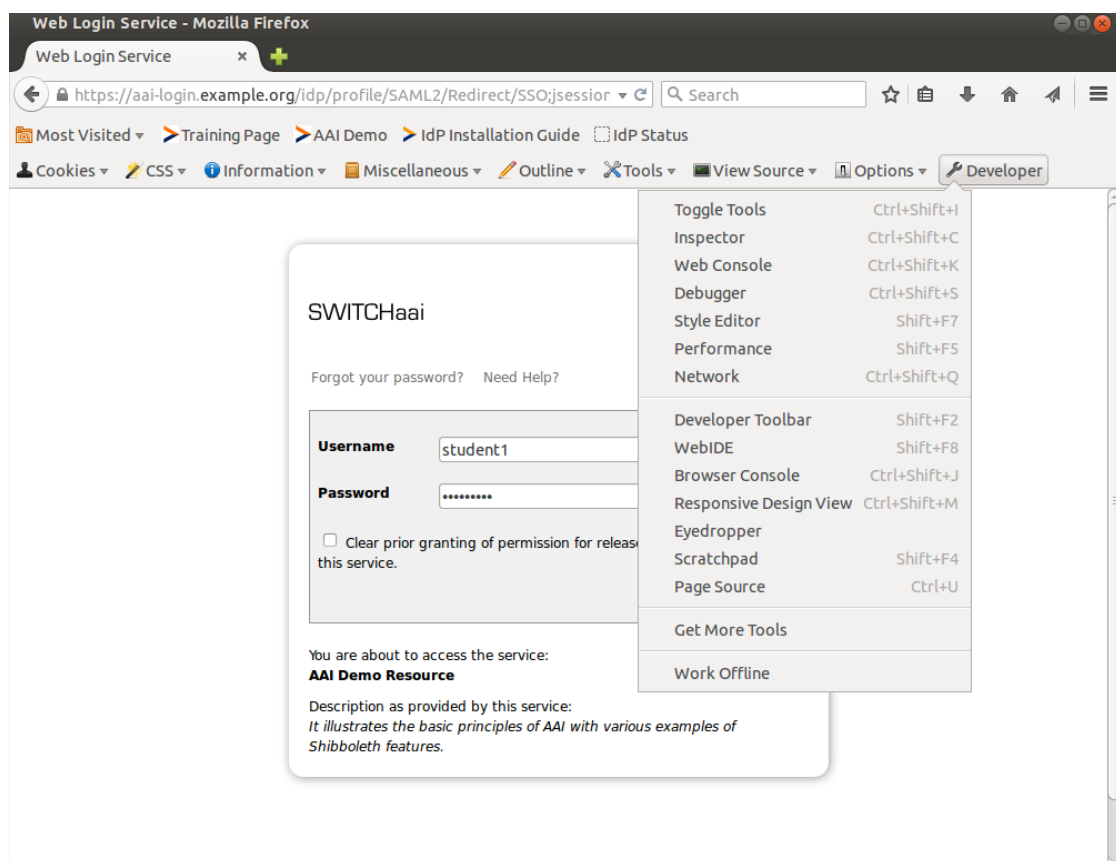 Web Login Service - Mozilla Firefox
Web Login Service
https://aai-login.example.org/idp/profile/SAML2/Redirect/SSO;jsession
Search
Most Visited Training Page AAI Demo IdP Installation Guide IdP Status
Cookies CSS Information Miscellaneous Outline Tools View Source Options Developer
SWITCHaai
Forgot your password? Need Help?
Username student1
Password •••••••••
Clear prior granting of permission for release
this service.
You are about to access the service:
AAI Demo Resource
Description as provided by this service:
It illustrates the basic principles of AAI with various examples of
Shibboleth features.
Toggle Tools Ctrl+Shift+I
Inspector Ctrl+Shift+C
Web Console Ctrl+Shift+K
Debugger Ctrl+Shift+S
Style Editor Shift+F7
Performance Shift+F5
Network Ctrl+Shift+Q
Developer Toolbar Shift+F2
WebIDE Shift+F8
Browser Console Ctrl+Shift+J
Responsive Design View Ctrl+Shift+M
Eyedropper
Scratchpad Shift+F4
Page Source Ctrl+U
Get More Tools
Work Offline